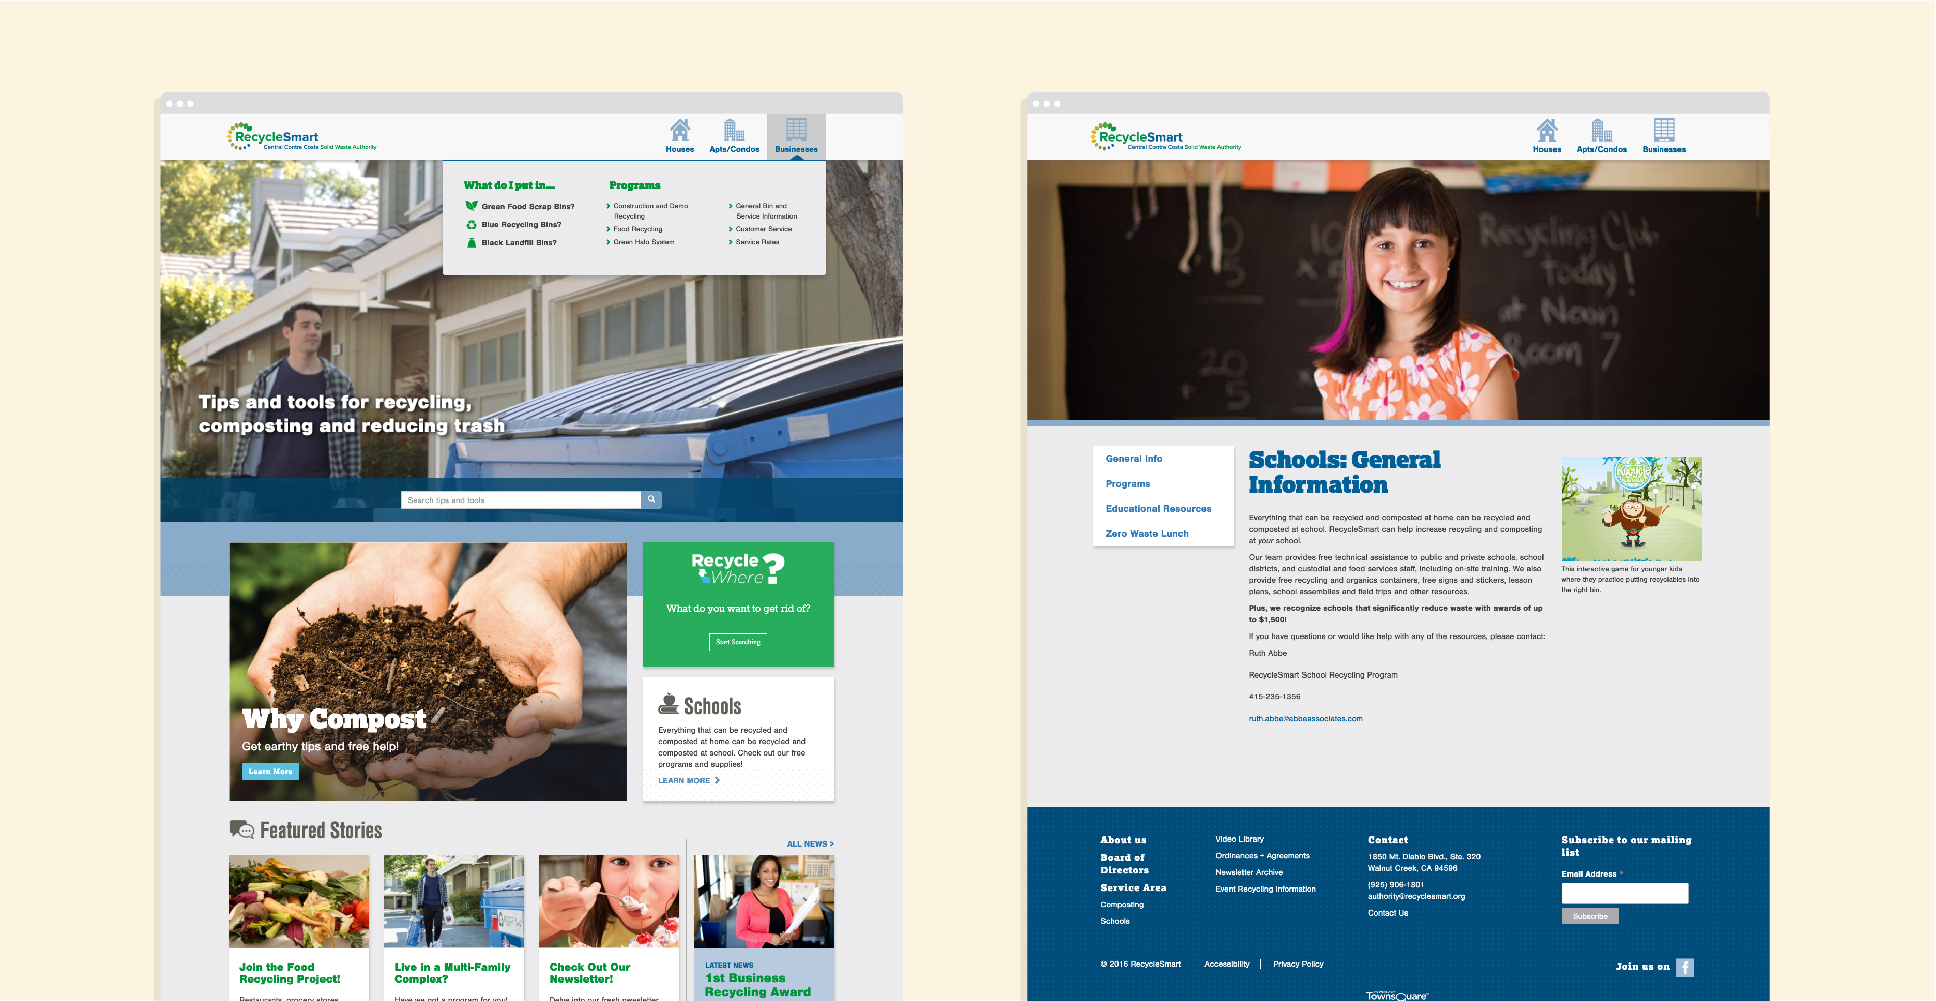 RecycleSmart
Central Contra Costa Solid Waste Authority
Houses
Apts/Condos
Businesses
What do I put in...
Green Food Scrap Bins?
Blue Recycling Bins?
Black Landfill Bins?
Programs
Construction and Demo
Recycling
Food Recycling
Green Halo System
General Bin and
Service Information
Customer Service
Service Rates
Tips and tools for recycling,
composting and reducing trash
Search tips and tools
Why Compost
Get earthy tips and free help!
Learn More
Recycle
Where?
What do you want to get rid of?
Start Searching
Schools
Everything that can be recycled and
composted at home can be recycled and
composted at school. Check out our free
programs and supplies!
LEARN MORE >
Featured Stories
ALL NEWS >
Join the Food
Recycling Project!
Restaurants, grocery stores
Live in a Multi-Family
Complex?
Have we got a program for you!
Check Out Our
Newsletter!
Delve into our fresh newsletter
LATEST NEWS
1st Business
Recycling Award
RecycleSmart
Central Contra Costa Solid Waste Authority
Houses
Apts/Condos
Businesses
Recycling Club
today!
at Noon
Room 7
20
+ 5
General Info
Programs
Educational Resources
Zero Waste Lunch
Schools: General
Information
Everything that can be recycled and composted at home can be recycled and
composted at school. RecycleSmart can help increase recycling and composting
at your school.
Our team provides free technical assistance to public and private schools, school
districts, and custodial and food services staff, including on-site training. We also
provide free recycling and organics containers, free signs and stickers, lesson
plans, school assemblies and field trips and other resources.
Plus, we recognize schools that significantly reduce waste with awards of up
to $1,500!
If you have questions or would like help with any of the resources, please contact:
Ruth Abbe
RecycleSmart School Recycling Program
415-235-1356
ruth.abbe@abbeassociates.com
Recycle
This interactive game for younger kids
where they practice putting recyclables into
the right bin.
About us
Board of
Directors
Service Area
Composting
Schools
Video Library
Ordinances + Agreements
Newsletter Archive
Event Recycling Information
Contact
1850 Mt. Diablo Blvd., Ste. 320
Walnut Creek, CA 94596
(925) 906-1801
authority@recyclesmart.org
Contact Us
Subscribe to our mailing
list
Email Address *
Subscribe
© 2016 RecycleSmart
Accessibility
Privacy Policy
Join us on
TownSquare